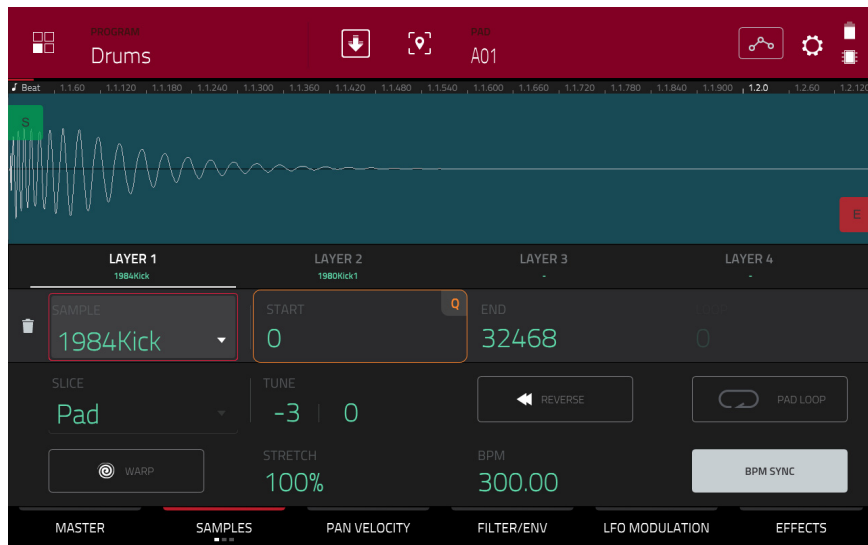 PROGRAM
Drums
PAD
A01
Beat 1.1.60 1.1.120 1.1.180 1.1.240 1.1.300 1.1.360 1.1.420 1.1.480 1.1.540 1.1.600 1.1.660 1.1.720 1.1.780 1.1.840 1.1.900 1.2.0 1.2.60 1.2.120
S
E
LAYER 1 LAYER 2 LAYER 3 LAYER 4
1984Kick 1980Kick1 - -
SAMPLE START Q END
1984Kick 0 32468 0
SLICE TUNE
Pad -3 0 REVERSE PAD LOOP
WARP STRETCH BPM BPM SYNC
100% 300.00
MASTER SAMPLES PAN VELOCITY FILTER/ENV LFO MODULATION EFFECTS